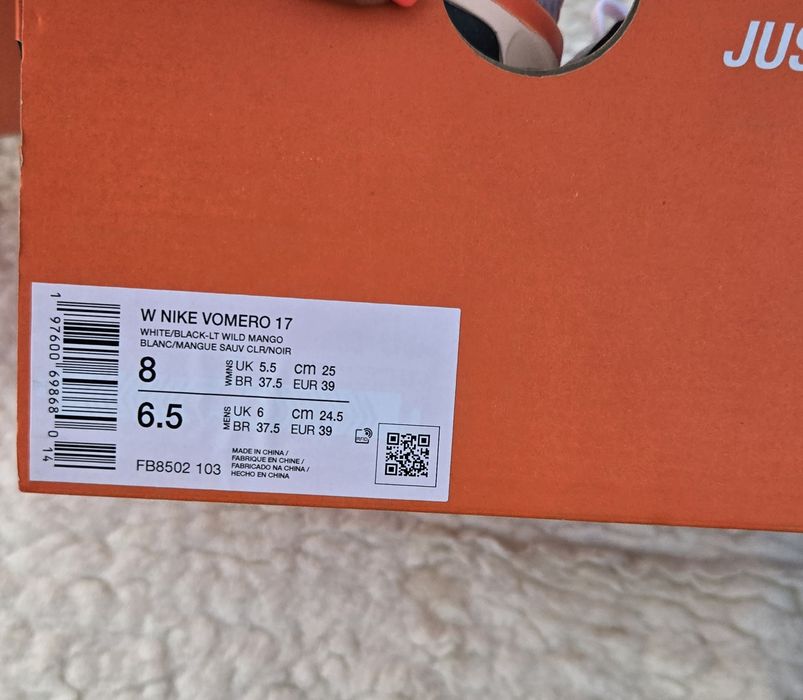 JUS
W NIKE VOMERO 17
WHITE/BLACK-LT WILD MANGO
BLANC/MANGUE SAUV CLR/NOIR
8 WMNS UK 5.5 cm 25
BR 37.5 EUR 39
6.5 MENS UK 6 cm 24.5
BR 37.5 EUR 39
FB8502 103
MADE IN CHINA /
FABRIQUE EN CHINE /
FABRICADO NA CHINA /
HECHO EN CHINA
1 97600 69868 0 14